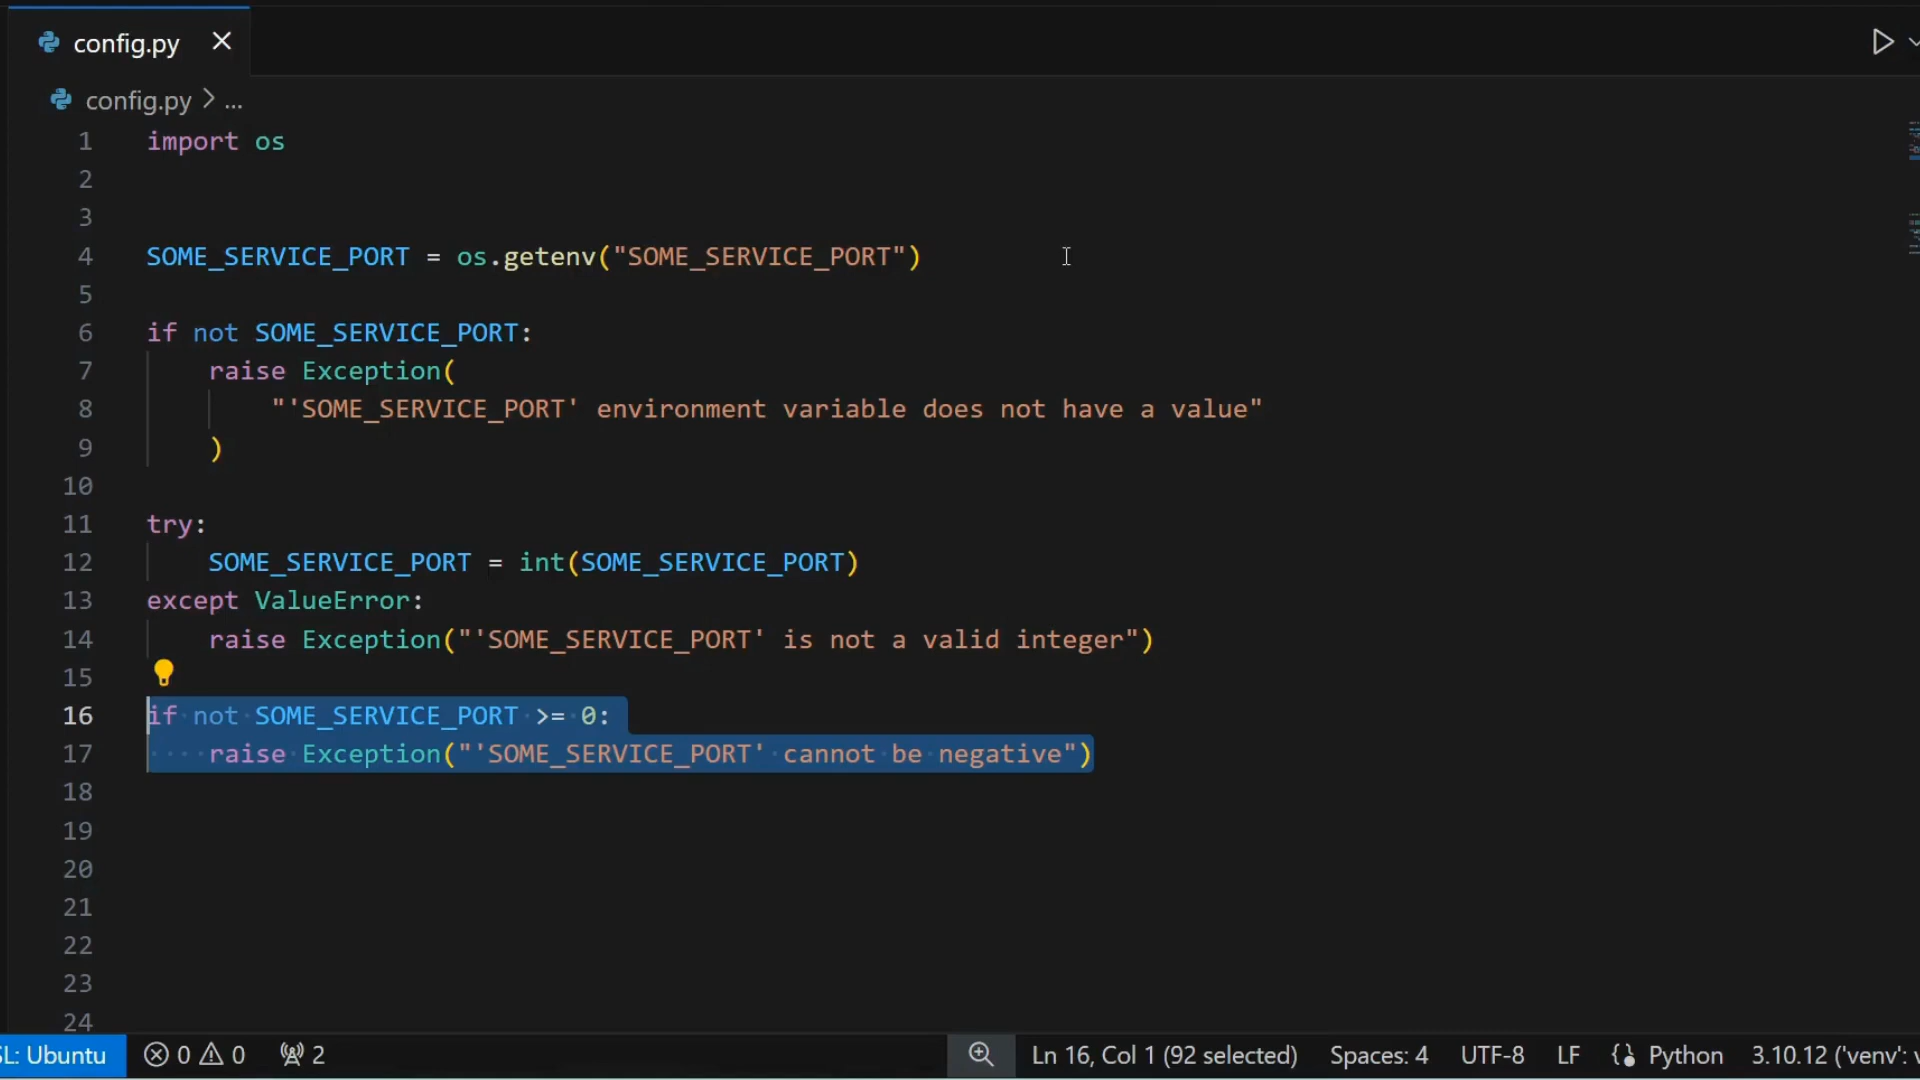 config.py
config.py > ...
1 import os
2
3
4 SOME_SERVICE_PORT = os.getenv("SOME_SERVICE_PORT")
5
6 if not SOME_SERVICE_PORT:
7     raise Exception(
8         "'SOME_SERVICE_PORT' environment variable does not have a value"
9     )
10
11 try:
12     SOME_SERVICE_PORT = int(SOME_SERVICE_PORT)
13 except ValueError:
14     raise Exception("'SOME_SERVICE_PORT' is not a valid integer")
15
16 if not SOME_SERVICE_PORT >= 0:
17     raise Exception("'SOME_SERVICE_PORT' cannot be negative")
18
19
20
21
22
23
24
SL: Ubuntu 0 0 2 Ln 16, Col 1 (92 selected) Spaces: 4 UTF-8 LF Python 3.10.12 ('venv':